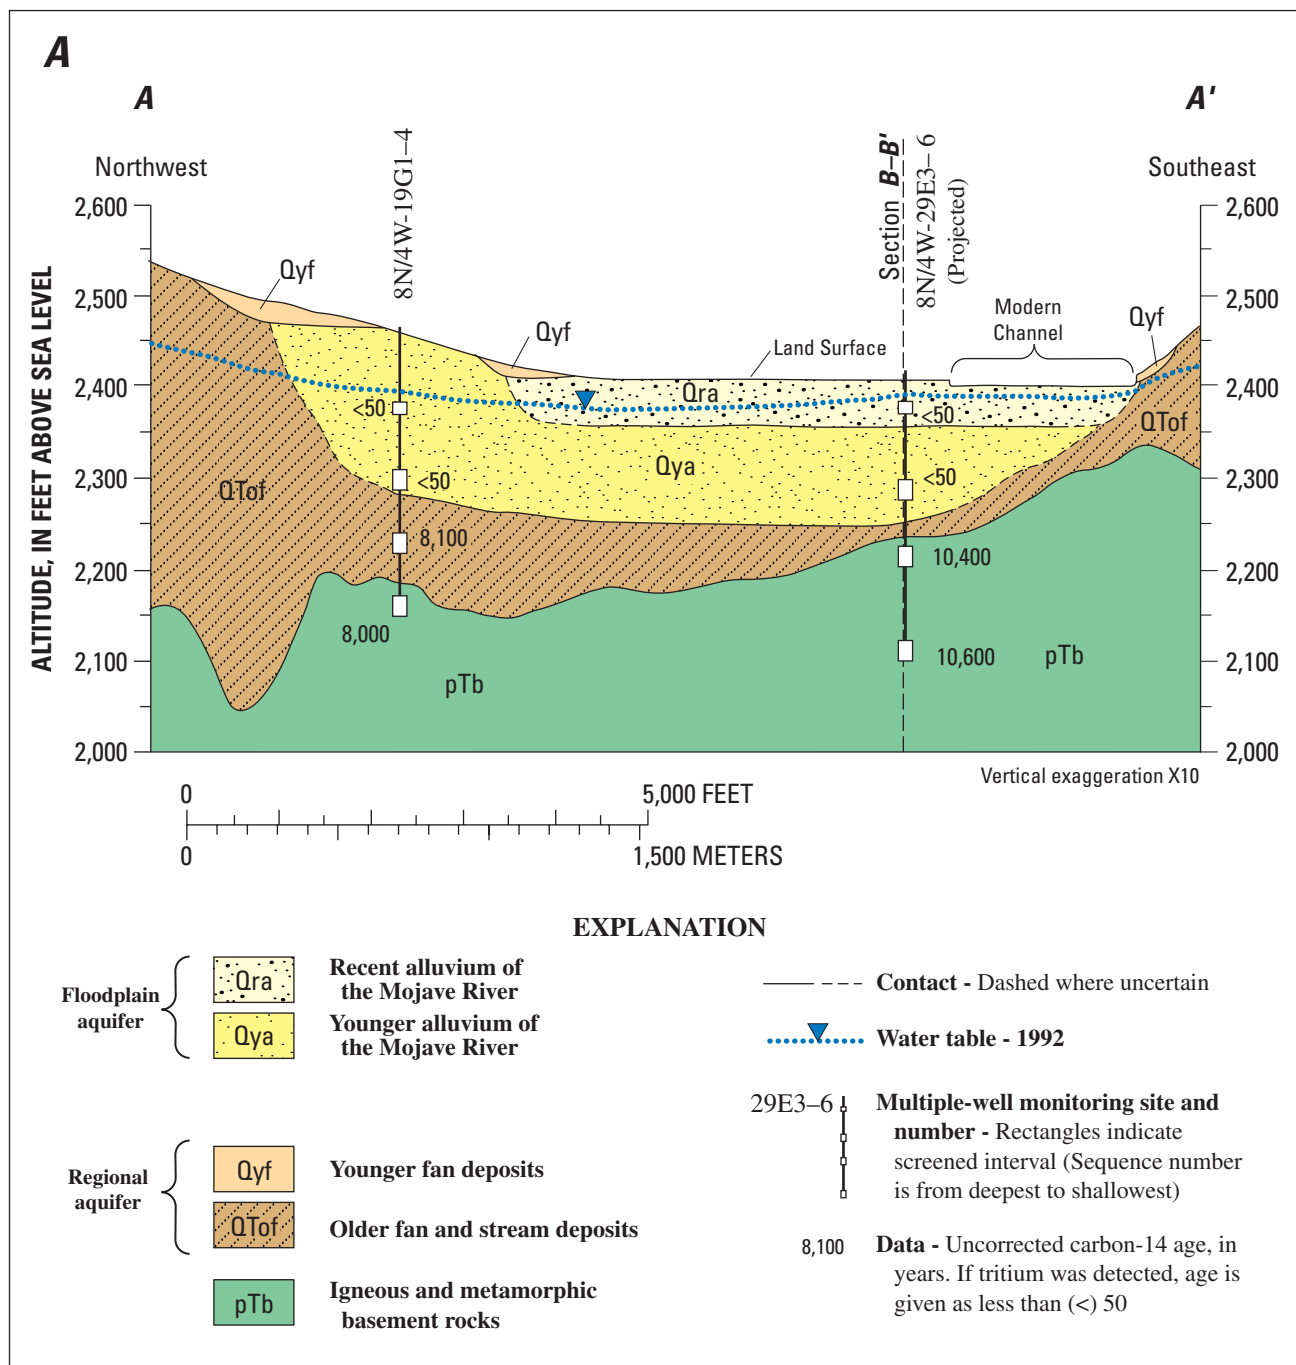 A
A
A'
Northwest
Southeast
8N/4W-19G1–4
Section B–B'
8N/4W-29E3– 6
(Projected)
ALTITUDE, IN FEET ABOVE SEA LEVEL
2,600
2,500
2,400
2,300
2,200
2,100
2,000
2,600
2,500
2,400
2,300
2,200
2,100
2,000
Qyf
Qyf
Land Surface
Modern
Channel
Qyf
Qra
<50
<50
QTof
Qya
<50
<50
QTof
8,100
10,400
8,000
10,600
pTb
pTb
Vertical exaggeration X10
0
5,000 FEET
0
1,500 METERS
EXPLANATION
Floodplain
aquifer
Qra
Recent alluvium of
the Mojave River
Qya
Younger alluvium of
the Mojave River
Regional
aquifer
Qyf
Younger fan deposits
QTof
Older fan and stream deposits
pTb
Igneous and metamorphic
basement rocks
Contact - Dashed where uncertain
Water table - 1992
29E3–6
Multiple-well monitoring site and
number - Rectangles indicate
screened interval (Sequence number
is from deepest to shallowest)
8,100
Data - Uncorrected carbon-14 age, in
years. If tritium was detected, age is
given as less than (<) 50